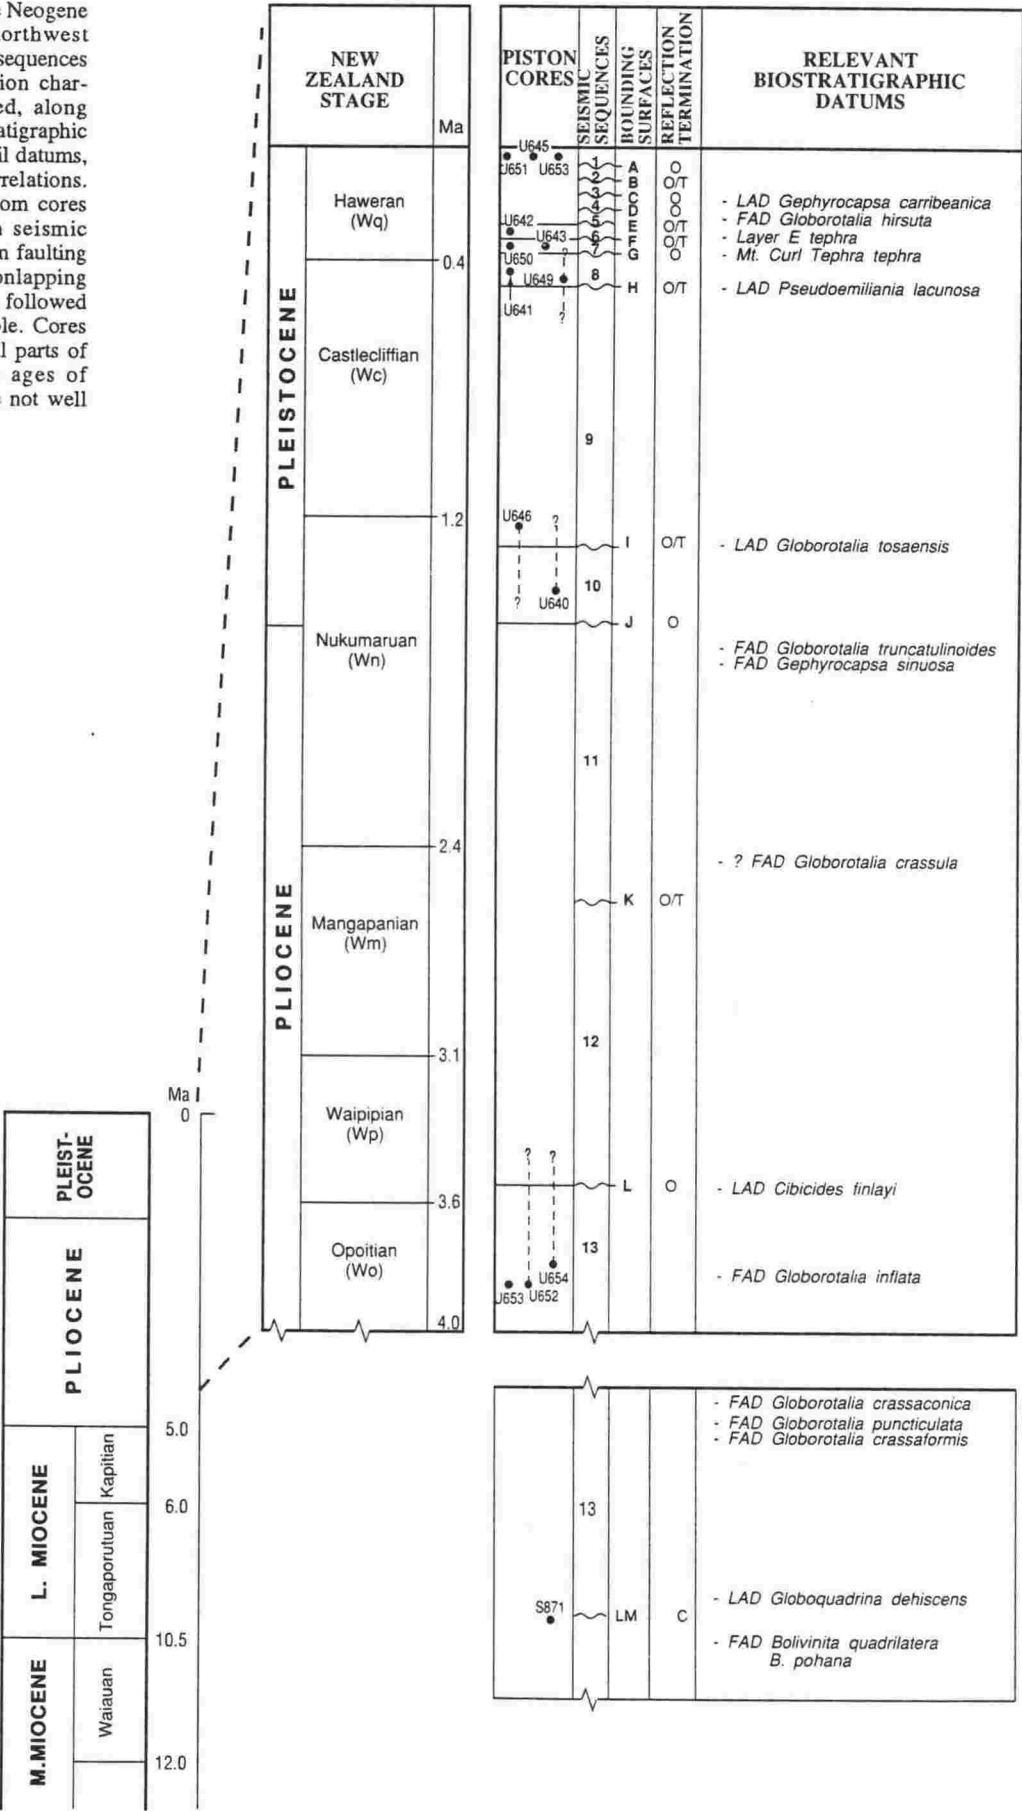 Neogene
orthwest
sequences
ion char-
ed, along
atigraphic
il datums,
rrelations.
om cores
seismic
n faulting
onlapping
followed
le. Cores
l parts of
ages of
not well
NEW
ZEALAND
STAGE
Ma
PLEISTOCENE
PLIOCENE
Haweran
(Wq)
0.4
Castlecliffian
(Wc)
1.2
Nukumaruan
(Wn)
2.4
Mangapanian
(Wm)
3.1
Waipipian
(Wp)
3.6
Opoitian
(Wo)
4.0
PISTON
CORES
SEISMIC
SEQUENCES
BOUNDING
SURFACES
REFLECTION
TERMINATION
RELEVANT
BIOSTRATIGRAPHIC
DATUMS
U645
U651 U653
1 A O
2 B O/T
3 C O
4 D O
U642
5 E O/T
U643
6 F O/T
7 G O
?
U650
U649
8
H O/T
U641
?
- LAD Gephyrocapsa carribeanica
- FAD Globorotalia hirsuta
- Layer E tephra
- Mt. Curl Tephra tephra
- LAD Pseudoemiliania lacunosa
9
U646 ?
I O/T - LAD Globorotalia tosaensis
10
? U640
J O
- FAD Globorotalia truncatulinoides
- FAD Gephyrocapsa sinuosa
11
- ? FAD Globorotalia crassula
K O/T
12
? ?
L O - LAD Cibicides finlayi
13
U654
U653 U652
- FAD Globorotalia inflata
- FAD Globorotalia crassaconica
- FAD Globorotalia puncticulata
- FAD Globorotalia crassaformis
13
- LAD Globoquadrina dehiscens
S871
LM C
- FAD Bolivinita quadrilatera
B. pohana
Ma
0
PLEIST-
OCENE
PLIOCENE
5.0
L. MIOCENE
Kapitian
6.0
Tongaporutuan
10.5
M.MIOCENE
Waiauan
12.0